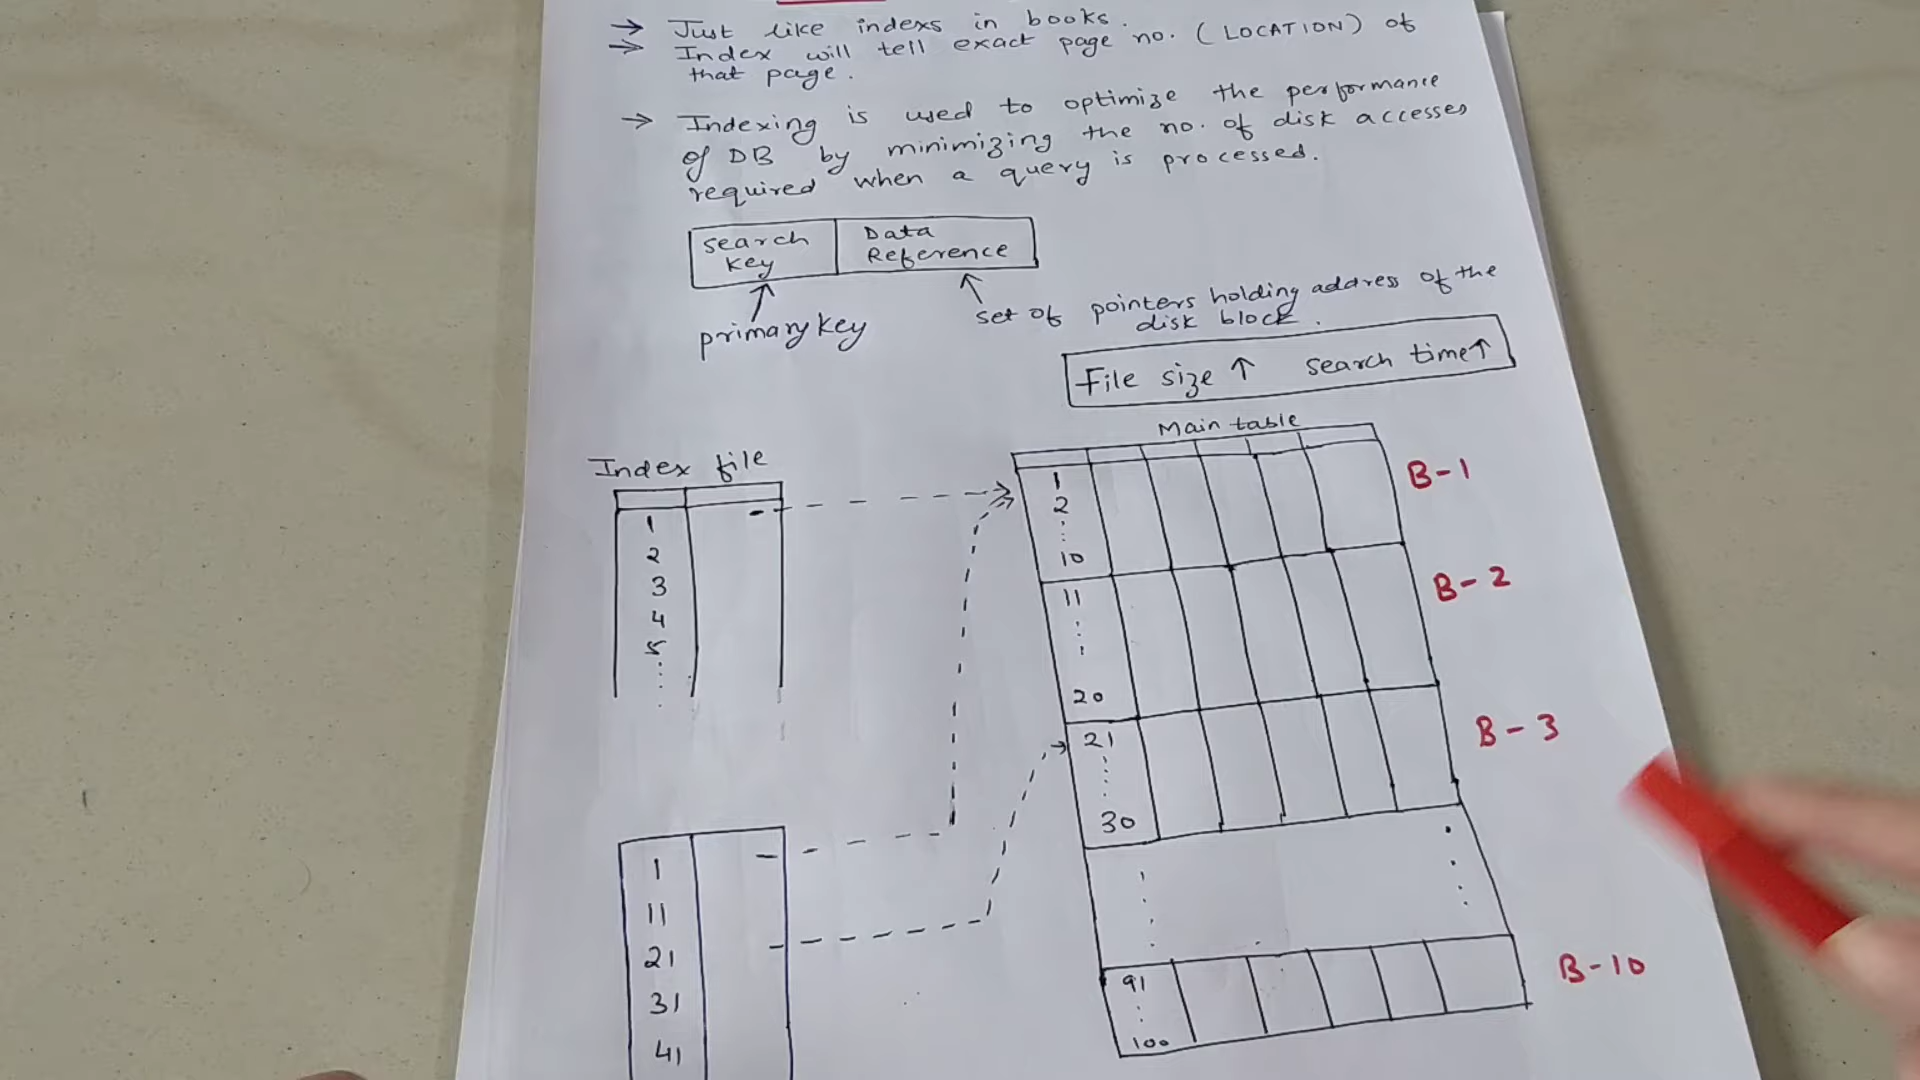 → Just like indexs in books.
→ Index will tell exact page no. (LOCATION) of
that page.
→ Indexing is used to optimize the performance
of DB by minimizing the no. of disk accesses
required when a query is processed.
Search Key
Data Reference
primary key
set of pointers holding address of the
disk block.
File size ↑ search time↑
Main table
Index file
1
2
3
4
5
1
11
21
31
41
1
2
10
B-1
11
20
B-2
21
30
B-3
91
100
B-10